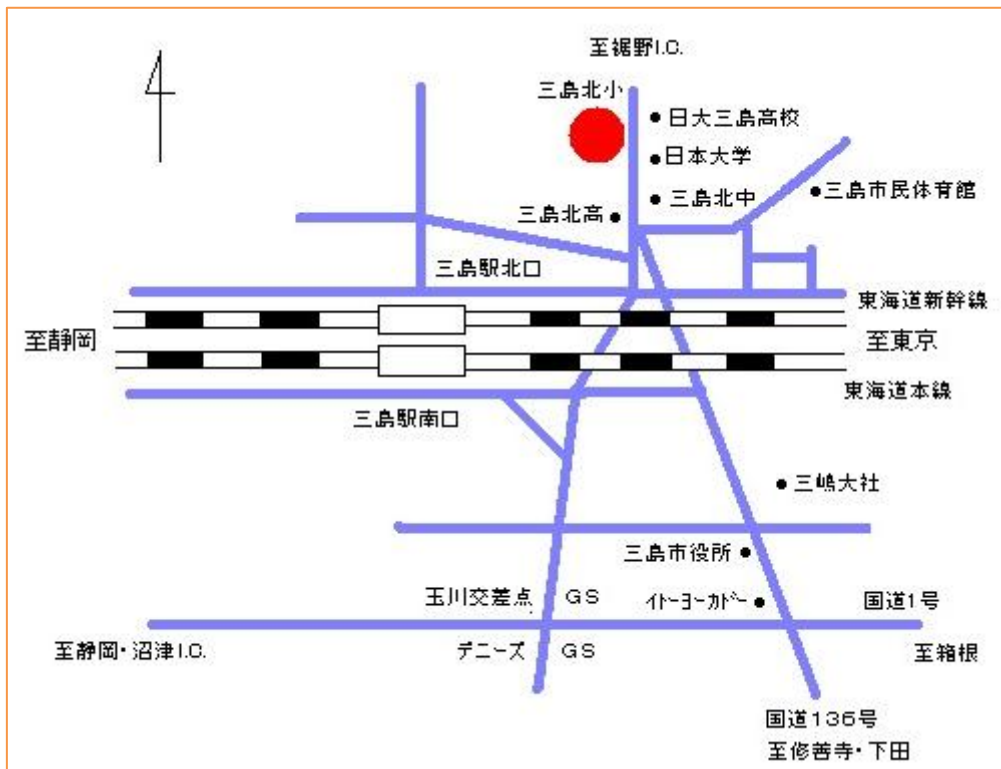 至裾野I.C.
三島北小
日大三島高校
日本大学
三島市民体育館
三島北中
三島北高
三島駅北口
東海道新幹線
至静岡
至東京
東海道本線
三島駅南口
三嶋大社
三島市役所
玉川交差点 GS
イトーヨーカドー
国道1号
至静岡・沼津I.C.
デニーズ GS
至箱根
国道136号
至修善寺・下田